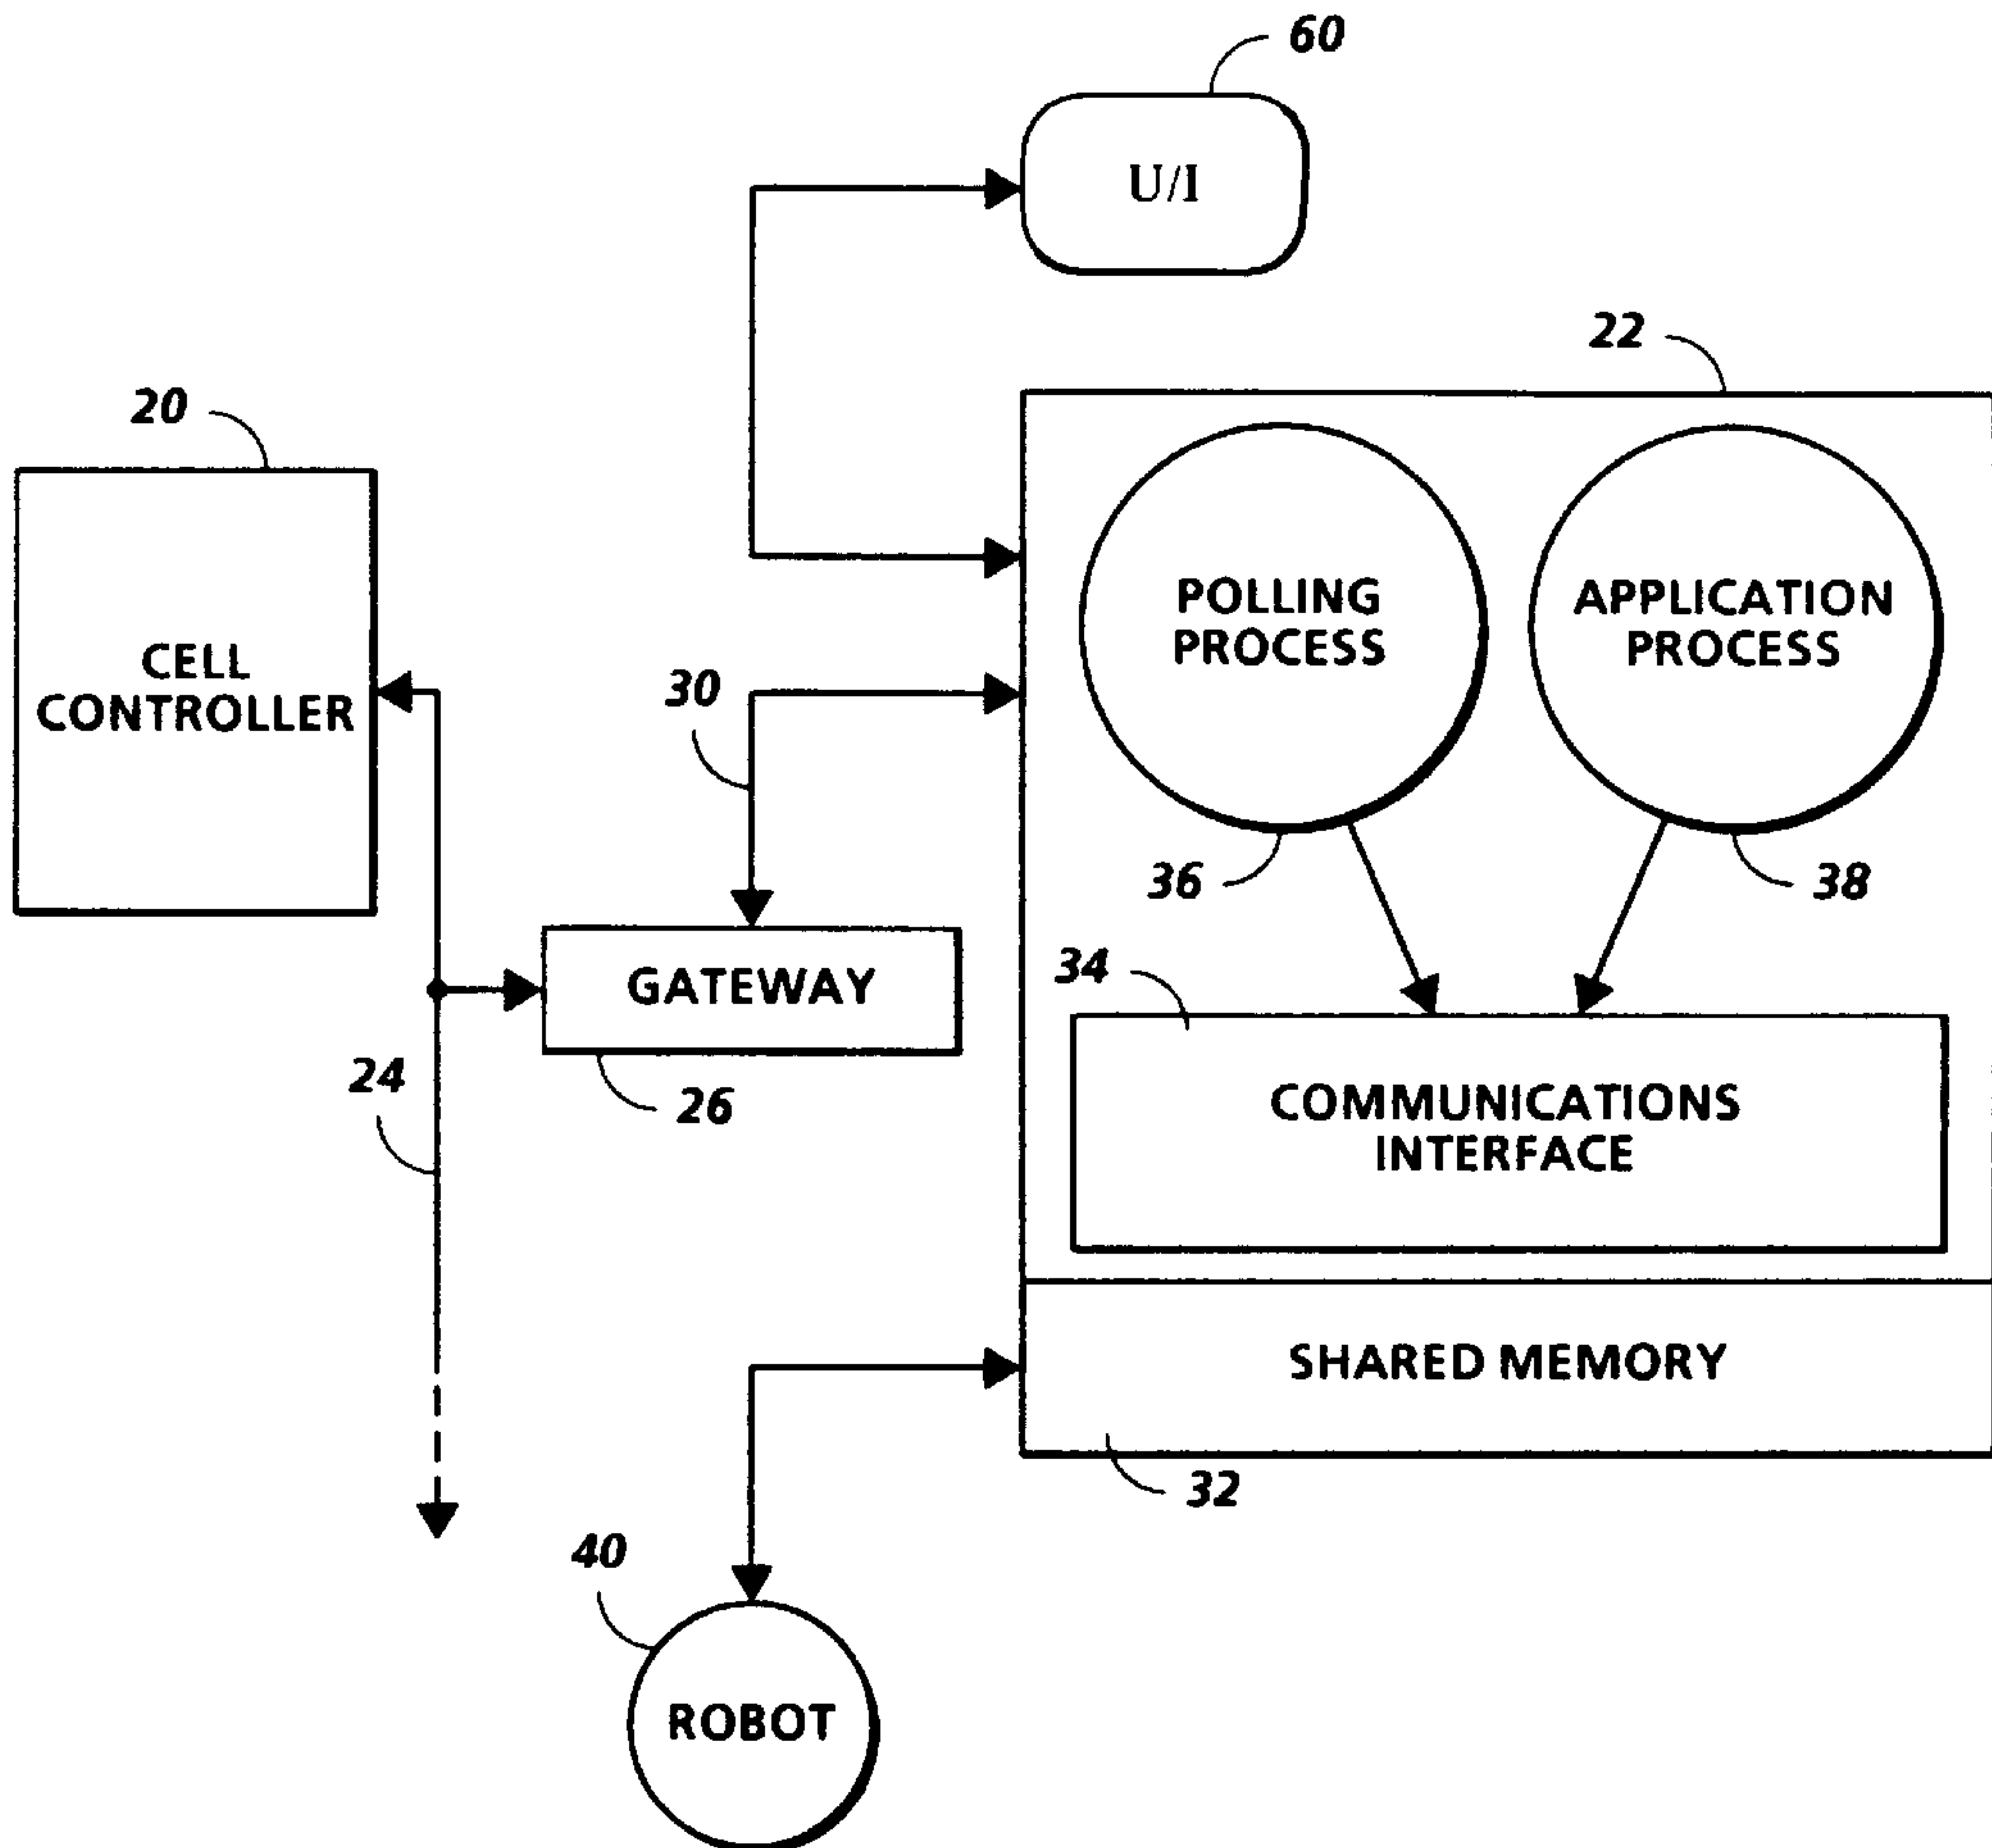 60
U/I
22
20
POLLING
PROCESS
APPLICATION
PROCESS
CELL
CONTROLLER
30
36
38
34
GATEWAY
24
26
COMMUNICATIONS
INTERFACE
SHARED MEMORY
32
40
ROBOT